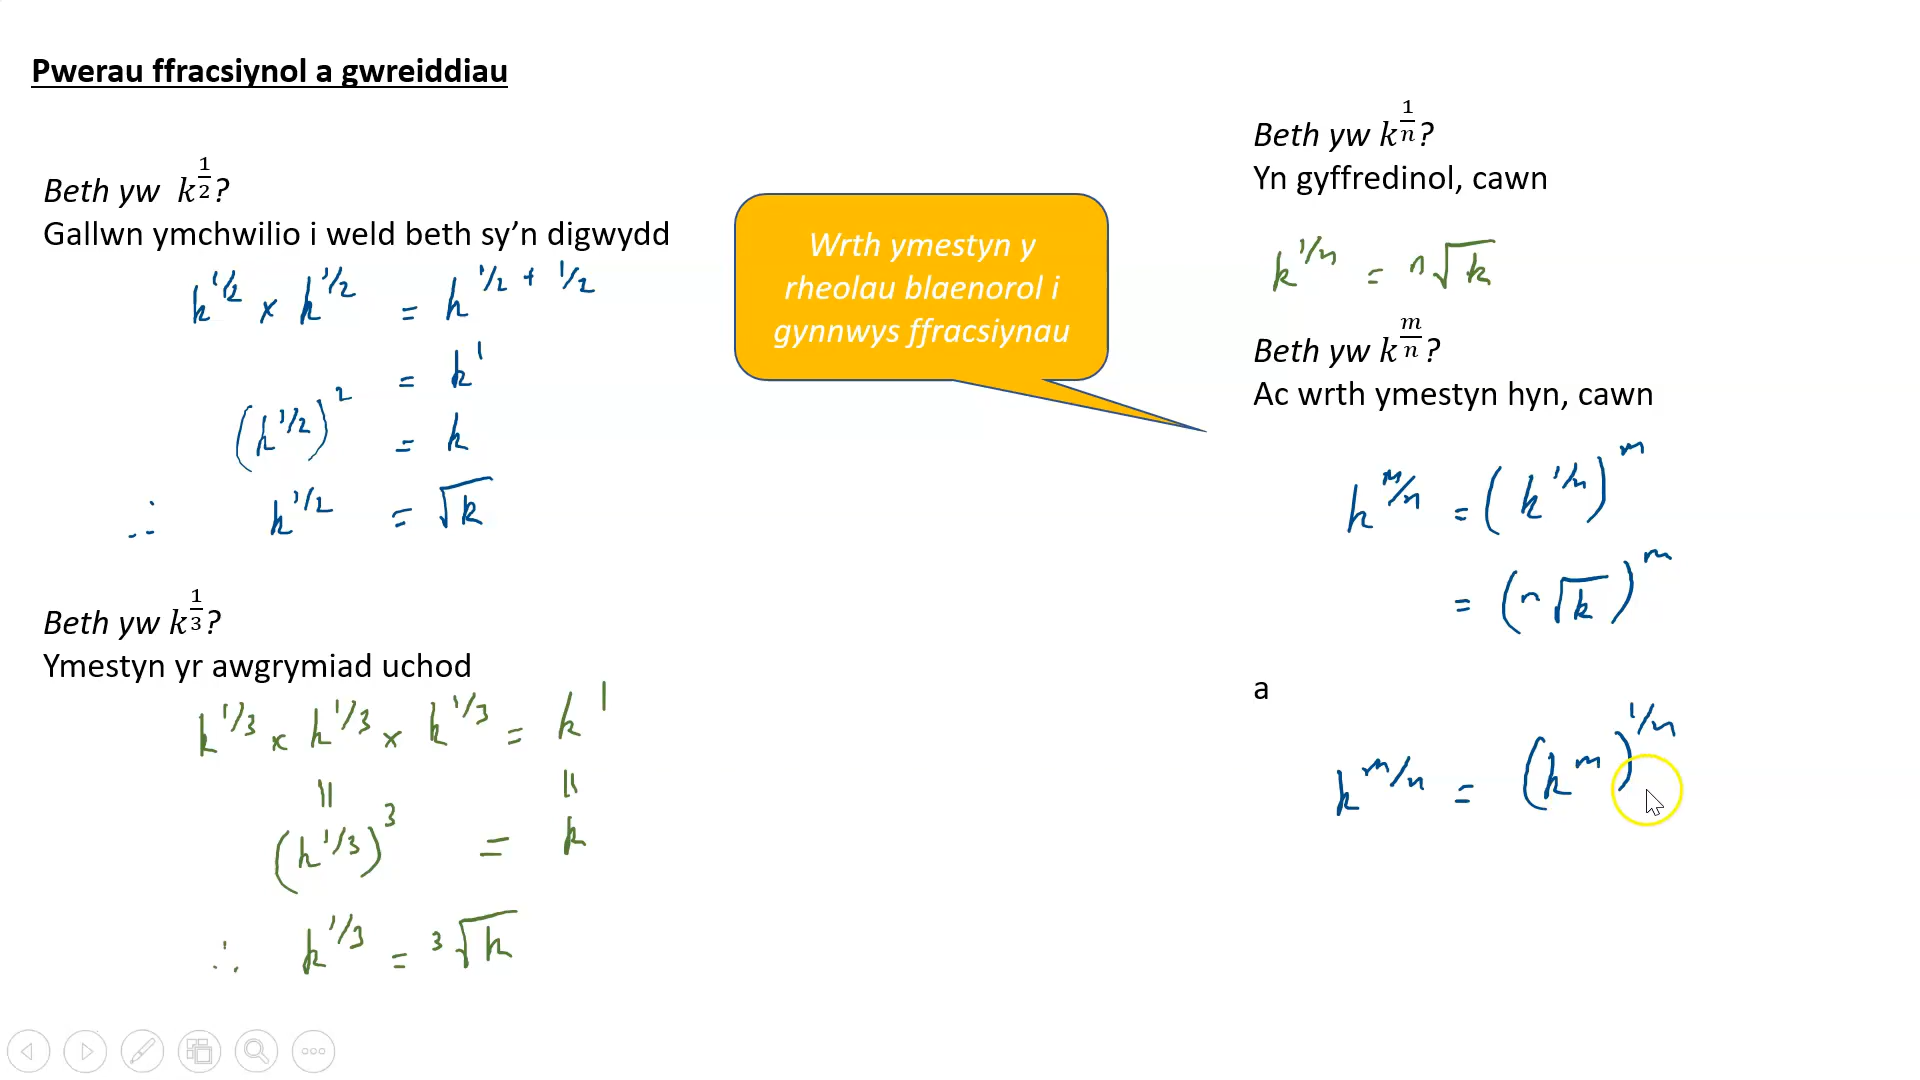 Pwerau ffracsiynol a gwreiddiau
Beth yw k^{1/2}?
Gallwn ymchwilio i weld beth sy’n digwydd
k^{1/2} × k^{1/2} = k^{1/2 + 1/2}
= k^1
(k^{1/2})^2 = k
∴ k^{1/2} = √k
Beth yw k^{1/3}?
Ymestyn yr awgrymiad uchod
k^{1/3} × k^{1/3} × k^{1/3} = k^1
= =
(k^{1/3})^3 = k
∴ k^{1/3} = ³√k
Wrth ymestyn y
rheolau blaenorol i
gynnwys ffracsiynau
Beth yw k^{1/n}?
Yn gyffredinol, cawn
k^{1/n} = ⁿ√k
Beth yw k^{m/n}?
Ac wrth ymestyn hyn, cawn
k^{m/n} = (k^{1/n})^m
= (ⁿ√k)^m
a
k^{m/n} = (k^m)^{1/n}